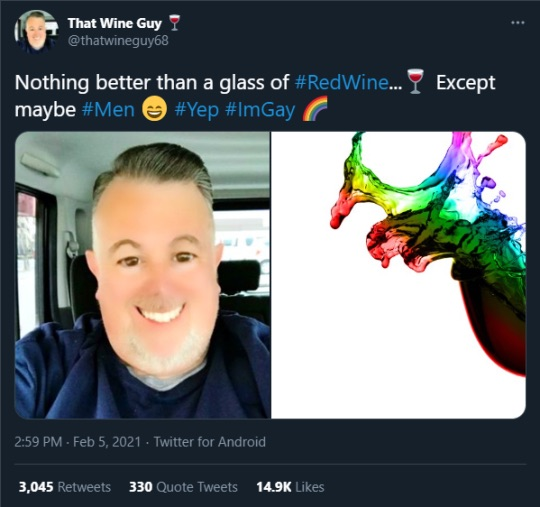 That Wine Guy 🍷
@thatwineguy68
Nothing better than a glass of #RedWine...🍷 Except
maybe #Men 😄 #Yep #ImGay 🌈
2:59 PM · Feb 5, 2021 · Twitter for Android
3,045 Retweets 330 Quote Tweets 14.9K Likes